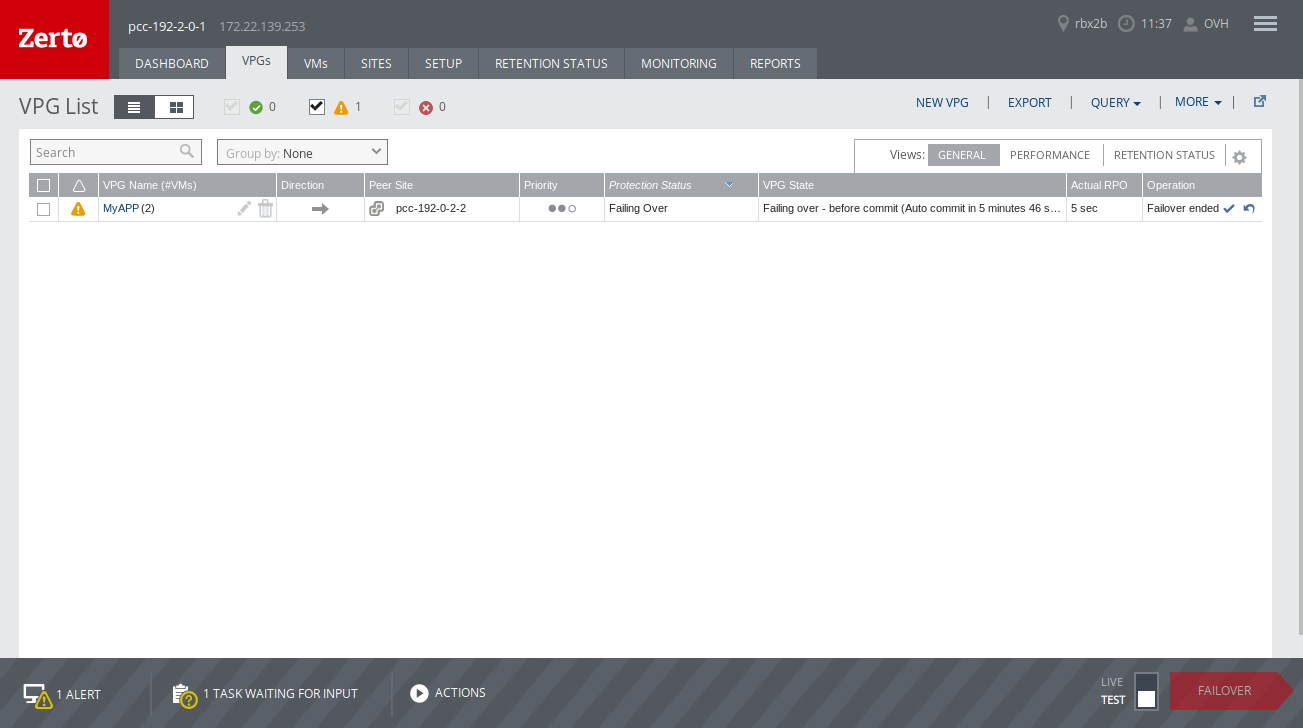 Zerto
pcc-192-2-0-1 172.22.139.253 rbx2b 11:37 OVH
DASHBOARD VPGs VMs SITES SETUP RETENTION STATUS MONITORING REPORTS
VPG List 0 1 0 NEW VPG | EXPORT | QUERY | MORE |
Search Group by: None Views: GENERAL PERFORMANCE RETENTION STATUS
VPG Name (#VMs) Direction Peer Site Priority Protection Status VPG State Actual RPO Operation
MyAPP (2) pcc-192-0-2-2 Failing Over Failing over - before commit (Auto commit in 5 minutes 46 s... 5 sec Failover ended
1 ALERT 1 TASK WAITING FOR INPUT ACTIONS LIVE TEST FAILOVER